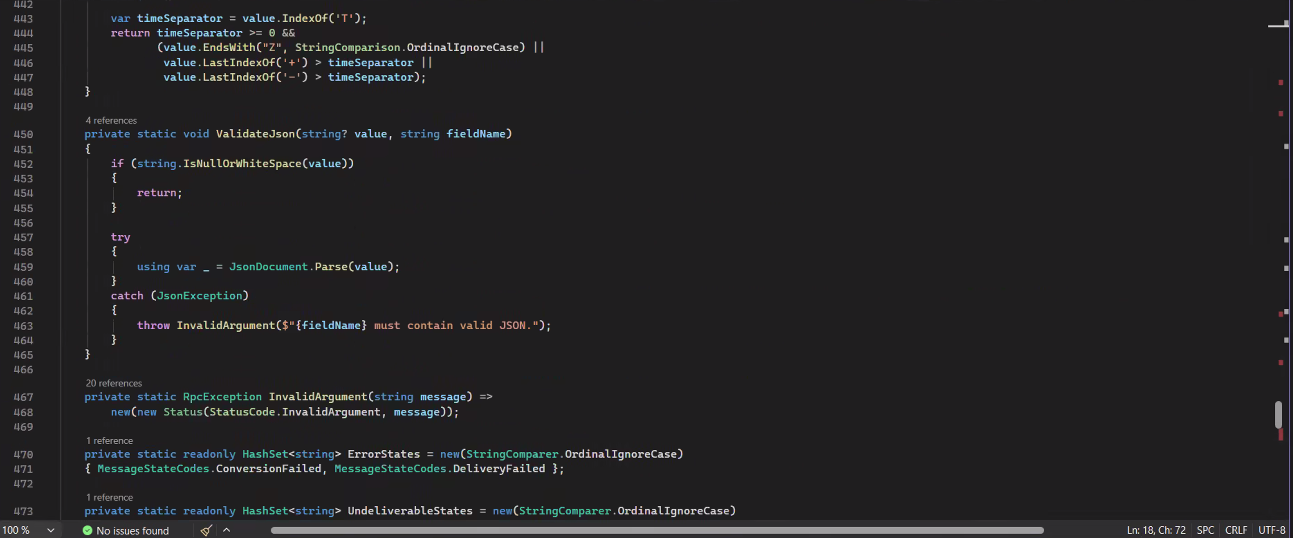 442
443 var timeSeparator = value.IndexOf('T');
444 return timeSeparator >= 0 &&
445 (value.EndsWith("Z", StringComparison.OrdinalIgnoreCase) ||
446 value.LastIndexOf('+') > timeSeparator ||
447 value.LastIndexOf('-') > timeSeparator);
448 }
449
4 references
450 private static void ValidateJson(string? value, string fieldName)
451 {
452 if (string.IsNullOrWhiteSpace(value))
453 {
454 return;
455 }
456
457 try
458 {
459 using var _ = JsonDocument.Parse(value);
460 }
461 catch (JsonException)
462 {
463 throw InvalidArgument($"{fieldName} must contain valid JSON.");
464 }
465 }
466
20 references
467 private static RpcException InvalidArgument(string message) =>
468 new(new Status(StatusCode.InvalidArgument, message));
469
1 reference
470 private static readonly HashSet<string> ErrorStates = new(StringComparer.OrdinalIgnoreCase)
471 { MessageStateCodes.ConversionFailed, MessageStateCodes.DeliveryFailed };
472
1 reference
473 private static readonly HashSet<string> UndeliverableStates = new(StringComparer.OrdinalIgnoreCase)
100 % No issues found Ln: 18, Ch: 72 SPC CRLF UTF-8